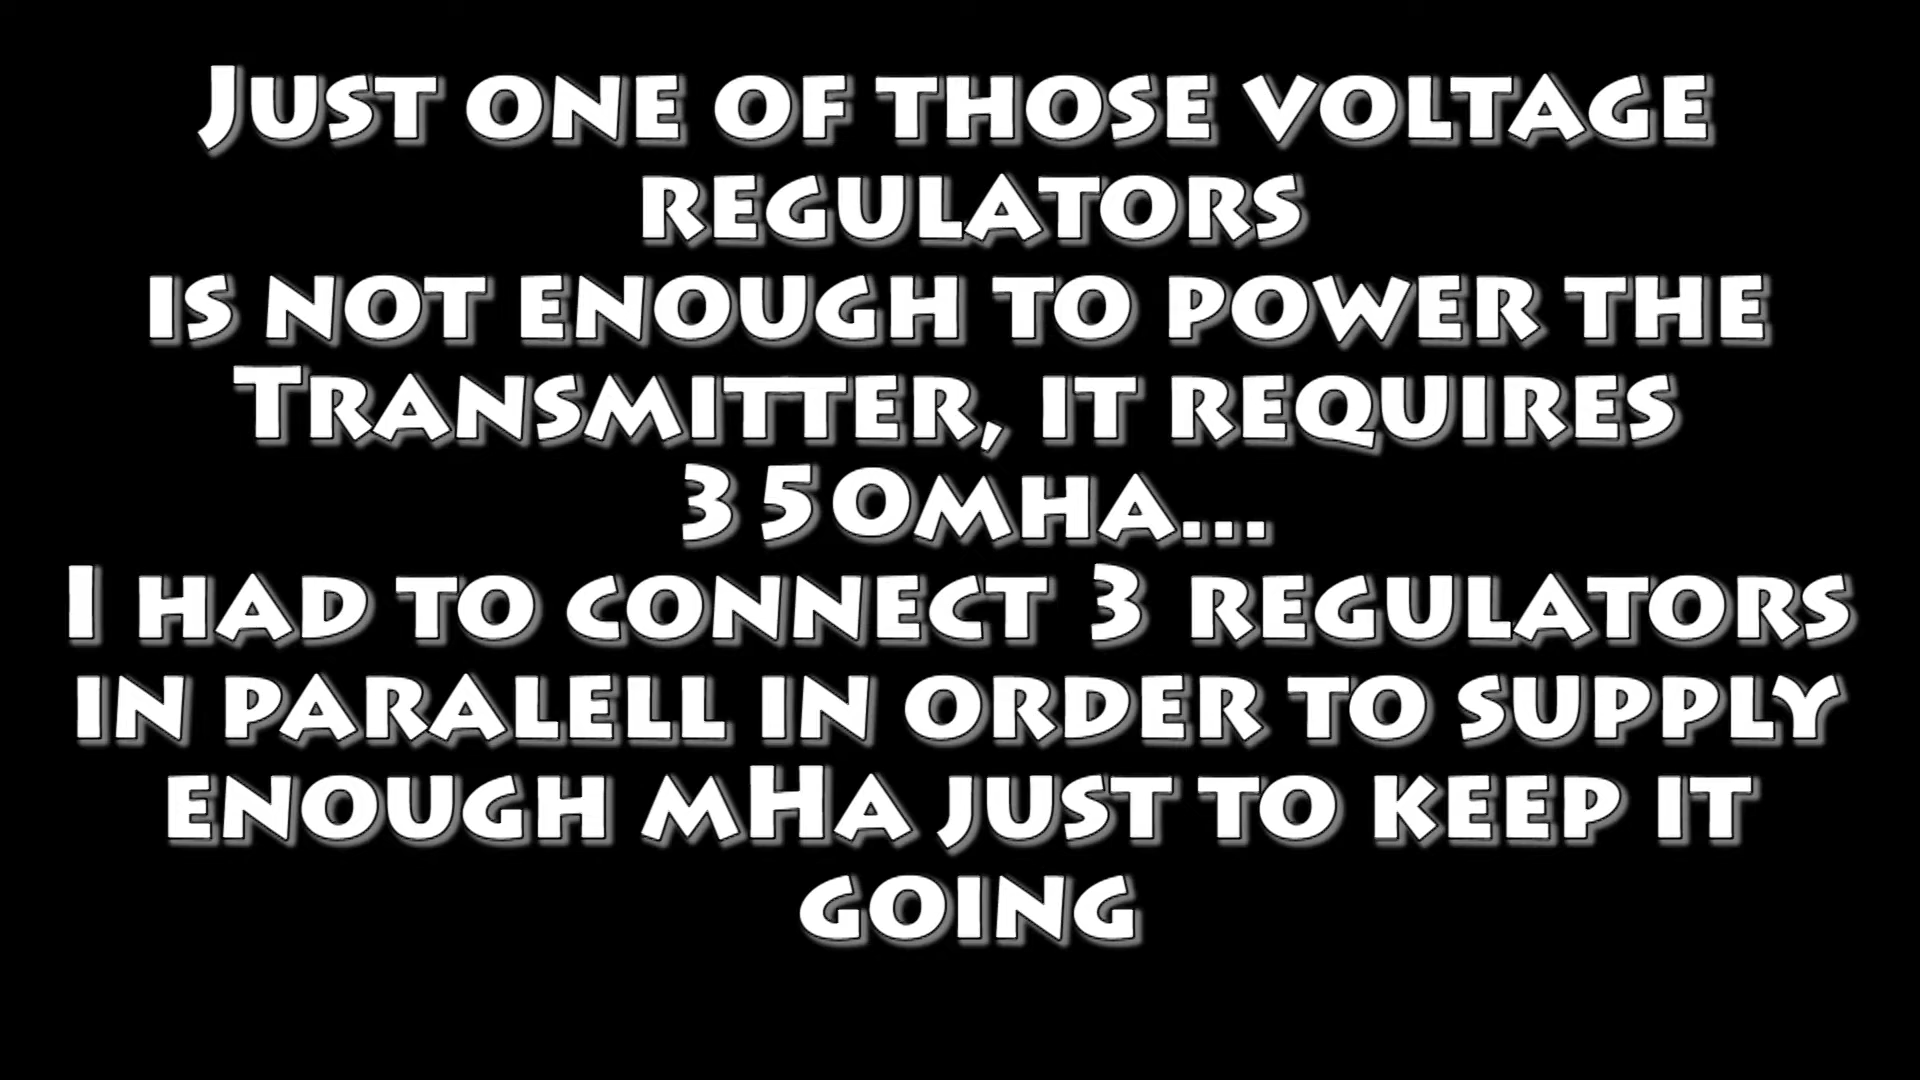 Just one of those voltage
regulators
is not enough to power the
Transmitter, it requires
350mha...
I had to connect 3 regulators
in paralell in order to supply
enough mHa just to keep it
going